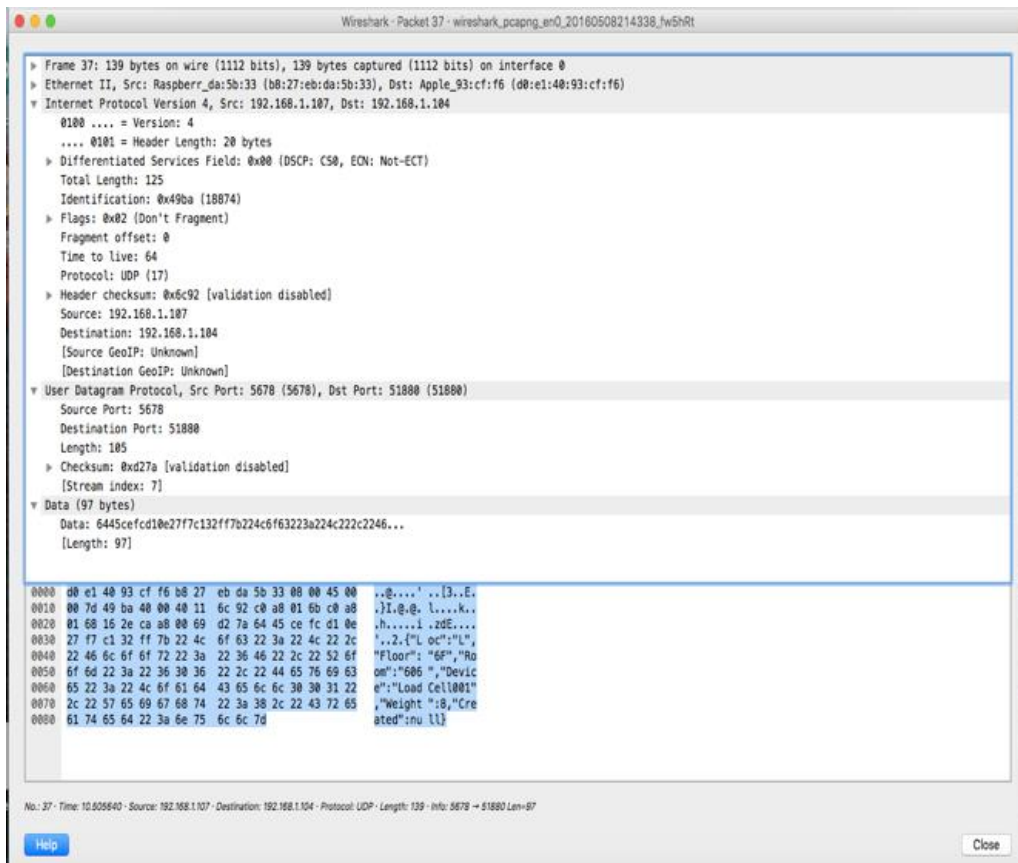 Wireshark · Packet 37 · wireshark_pcapng_en0_20160508214338_fw5hRt
Frame 37: 139 bytes on wire (1112 bits), 139 bytes captured (1112 bits) on interface 0
Ethernet II, Src: Raspberr_da:5b:33 (b8:27:eb:da:5b:33), Dst: Apple_93:cf:f6 (d0:e1:40:93:cf:f6)
Internet Protocol Version 4, Src: 192.168.1.107, Dst: 192.168.1.104
0100 .... = Version: 4
.... 0101 = Header Length: 20 bytes
Differentiated Services Field: 0x00 (DSCP: CS0, ECN: Not-ECT)
Total Length: 125
Identification: 0x49ba (18874)
Flags: 0x02 (Don't Fragment)
Fragment offset: 0
Time to live: 64
Protocol: UDP (17)
Header checksum: 0x6c92 [validation disabled]
Source: 192.168.1.107
Destination: 192.168.1.104
[Source GeoIP: Unknown]
[Destination GeoIP: Unknown]
User Datagram Protocol, Src Port: 5678 (5678), Dst Port: 51880 (51880)
Source Port: 5678
Destination Port: 51880
Length: 105
Checksum: 0xd27a [validation disabled]
[Stream index: 7]
Data (97 bytes)
Data: 6445cefcd10e27f7c132ff7b224c6f63223a224c222c2246...
[Length: 97]
0000 d0 e1 40 93 cf f6 b8 27 eb da 5b 33 08 00 45 00 ..@....' ..[3..E.
0010 00 7d 49 ba 40 00 40 11 6c 92 c0 a8 01 6b c0 a8 .}I.@.@. l....k..
0020 01 68 16 2e ca a8 00 69 d2 7a 64 45 ce fc d1 0e .h.....i .zdE....
0030 27 f7 c1 32 ff 7b 22 4c 6f 63 22 3a 22 4c 22 2c '..2.{"L oc":"L",
0040 22 46 6c 6f 6f 72 22 3a 22 36 46 22 2c 22 52 6f "Floor": "6F","Ro
0050 6f 6d 22 3a 22 36 30 36 22 2c 22 44 65 76 69 63 om":"606 ","Devic
0060 65 22 3a 22 4c 6f 61 64 43 65 6c 6c 30 30 31 22 e":"Load Cell001"
0070 2c 22 57 65 69 67 68 74 22 3a 38 2c 22 43 72 65 ,"Weight ":8,"Cre
0080 61 74 65 64 22 3a 6e 75 6c 6c 7d ated":nu ll}
No.: 37 · Time: 10.505640 · Source: 192.168.1.107 · Destination: 192.168.1.104 · Protocol: UDP · Length: 139 · Info: 5678 → 51880 Len=97
Help
Close